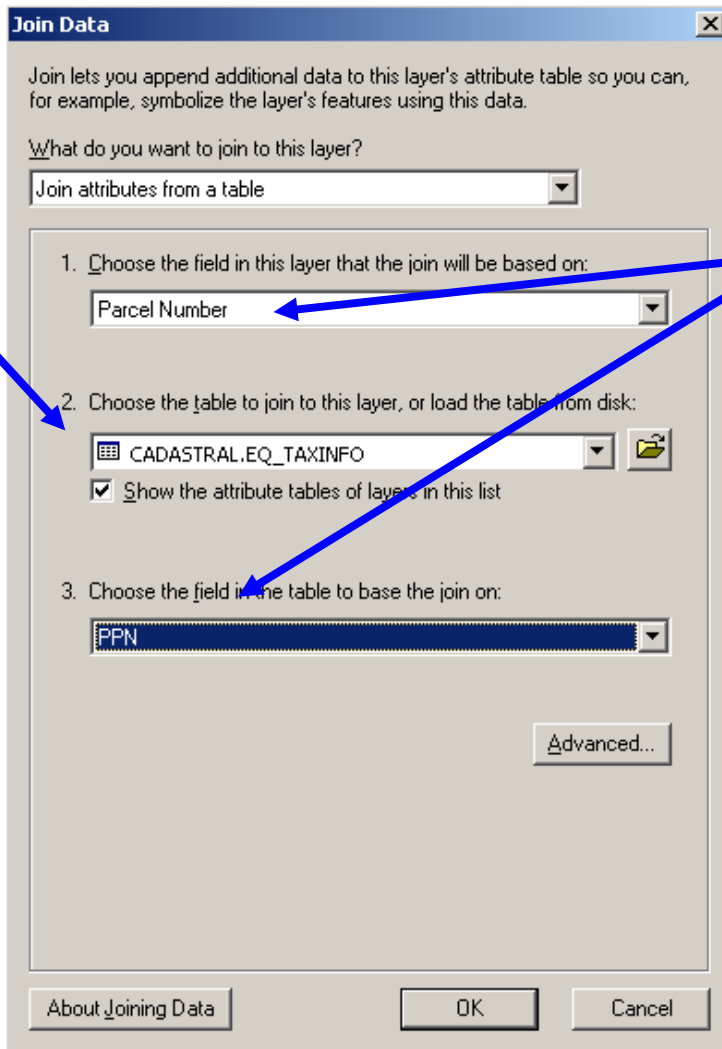 Join Data
Join lets you append additional data to this layer's attribute table so you can,
for example, symbolize the layer's features using this data.
What do you want to join to this layer?
Join attributes from a table
1. Choose the field in this layer that the join will be based on:
Parcel Number
2. Choose the table to join to this layer, or load the table from disk:
CADASTRAL.EQ_TAXINFO
Show the attribute tables of layers in this list
3. Choose the field in the table to base the join on:
PPN
Advanced...
About Joining Data
OK
Cancel